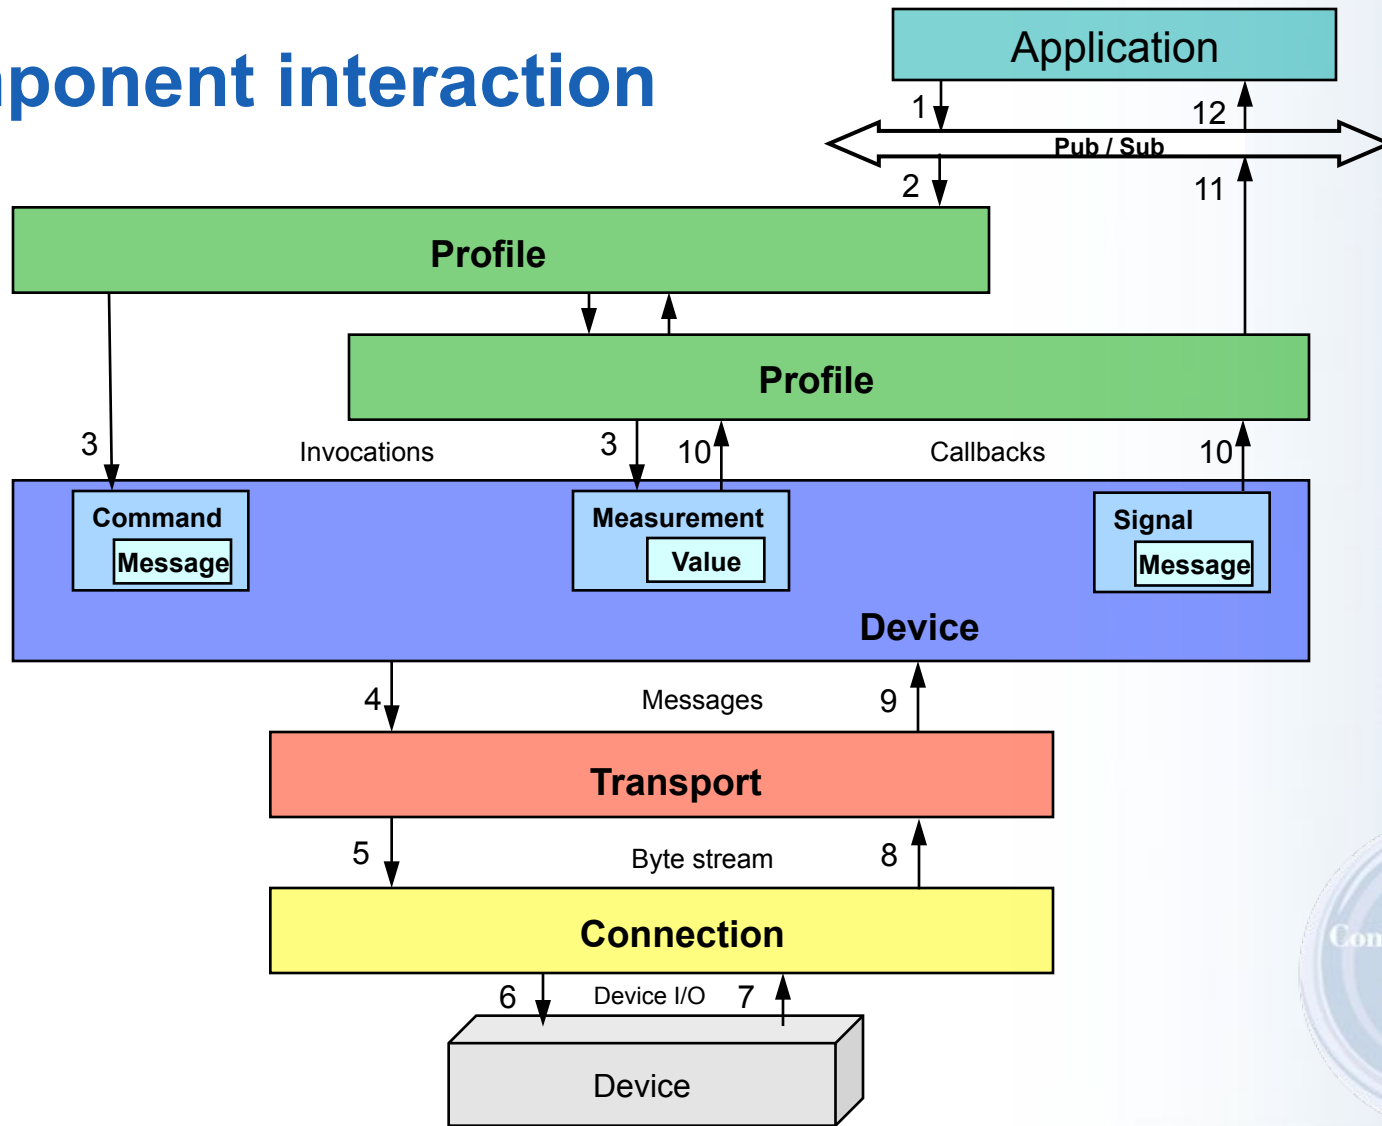 Application
ponent interaction
1
12
Pub / Sub
2
11
Profile
Profile
3
Invocations
3
10
Callbacks
10
Command
Message
Measurement
Value
Signal
Message
Device
4
Messages
9
Transport
5
Byte stream
8
Connection
6
Device I/O
7
Device